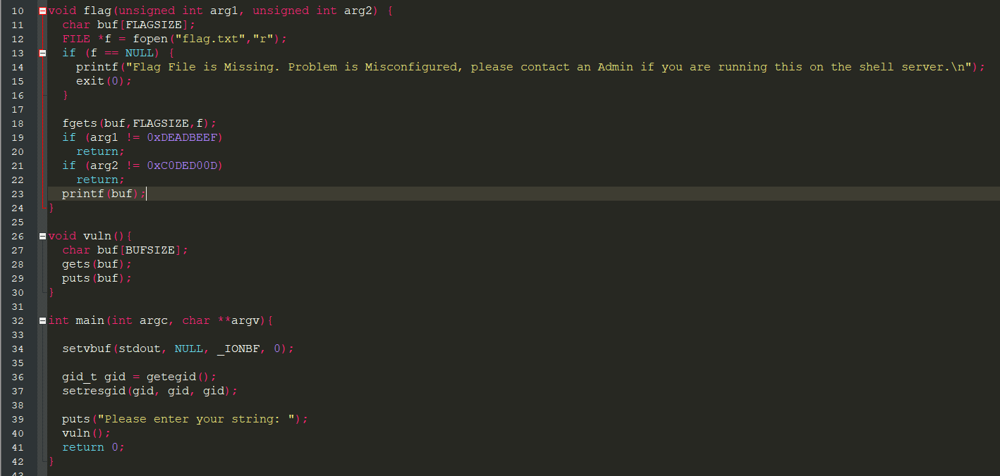 10 void flag(unsigned int arg1, unsigned int arg2) {
11   char buf[FLAGSIZE];
12   FILE *f = fopen("flag.txt","r");
13   if (f == NULL) {
14     printf("Flag File is Missing. Problem is Misconfigured, please contact an Admin if you are running this on the shell server.\n");
15     exit(0);
16   }
17
18   fgets(buf,FLAGSIZE,f);
19   if (arg1 != 0xDEADBEEF)
20     return;
21   if (arg2 != 0xC0DED00D)
22     return;
23   printf(buf);
24 }
25
26 void vuln(){
27   char buf[BUFSIZE];
28   gets(buf);
29   puts(buf);
30 }
31
32 int main(int argc, char **argv){
33
34   setvbuf(stdout, NULL, _IONBF, 0);
35
36   gid_t gid = getegid();
37   setresgid(gid, gid, gid);
38
39   puts("Please enter your string: ");
40   vuln();
41   return 0;
42 }
43